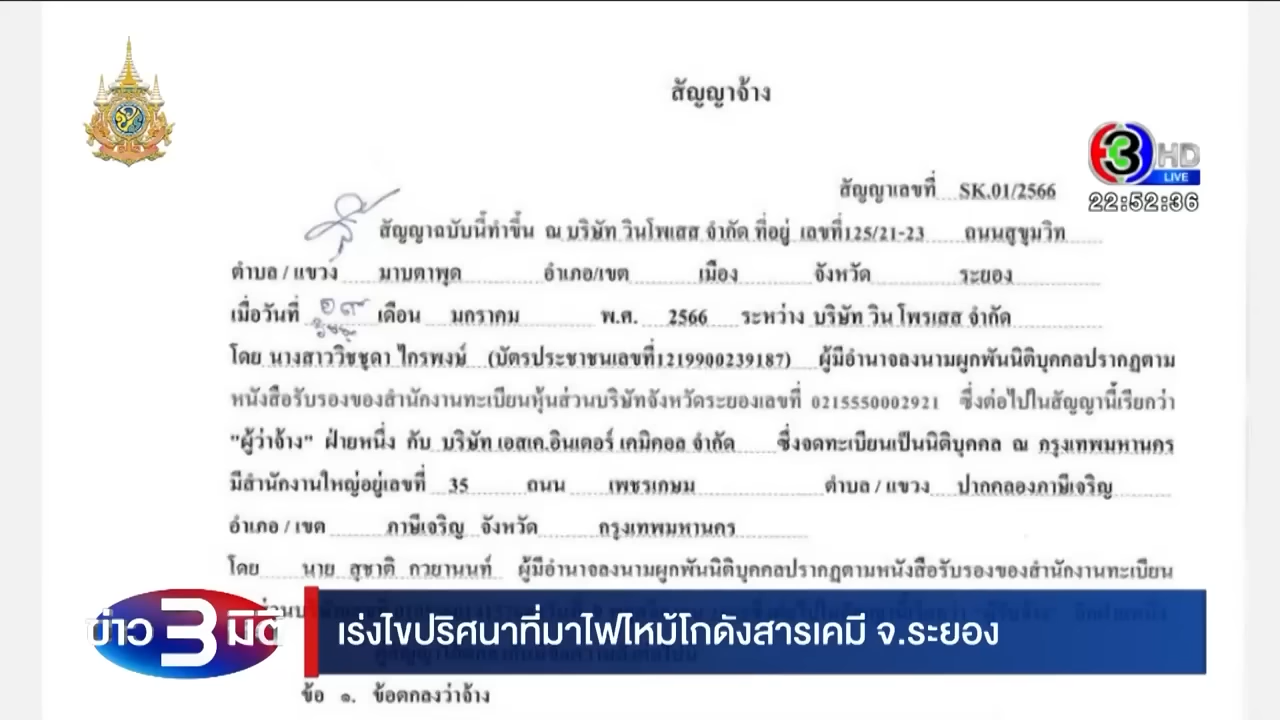 สัญญาจ้าง
3 HD
LIVE
22:52:36
สัญญาเลขที่ SK.01/2566
สัญญาฉบับนี้ทำขึ้น ณ บริษัท วินโพเสส จำกัด ที่อยู่ เลขที่125/21-23 ถนนสุขุมวิท
ตำบล / แขวง มาบตาพุด อำเภอ/เขต เมือง จังหวัด ระยอง
เมื่อวันที่ ๑๙ เดือน มกราคม พ.ศ. 2566 ระหว่าง บริษัท วิน โพรเสส จำกัด
โดย นางสาววิชชุดา ไกรพงษ์ (บัตรประชาชนเลขที่1219900239187) ผู้มีอำนาจลงนามผูกพันนิติบุคคลปรากฏตาม
หนังสือรับรองของสำนักงานทะเบียนหุ้นส่วนบริษัทจังหวัดระยองเลขที่ 0215550002921 ซึ่งต่อไปในสัญญานี้เรียกว่า
"ผู้ว่าจ้าง" ฝ่ายหนึ่ง กับ บริษัท เอสเค.อินเตอร์ เคมิคอล จำกัด ซึ่งจดทะเบียนเป็นนิติบุคคล ณ กรุงเทพมหานคร
มีสำนักงานใหญ่อยู่เลขที่ 35 ถนน เพชรเกษม ตำบล / แขวง ปากคลองภาษีเจริญ
อำเภอ / เขต ภาษีเจริญ จังหวัด กรุงเทพมหานคร
โดย นาย สุชาติ กวยานนท์ ผู้มีอำนาจลงนามผูกพันนิติบุคคลปรากฏตามหนังสือรับรองของสำนักงานทะเบียน
ข่าว 3 มิติ
เร่งไขปริศนาที่มาไฟไหม้โกดังสารเคมี จ.ระยอง
ข้อ ๑. ข้อตกลงว่าจ้าง